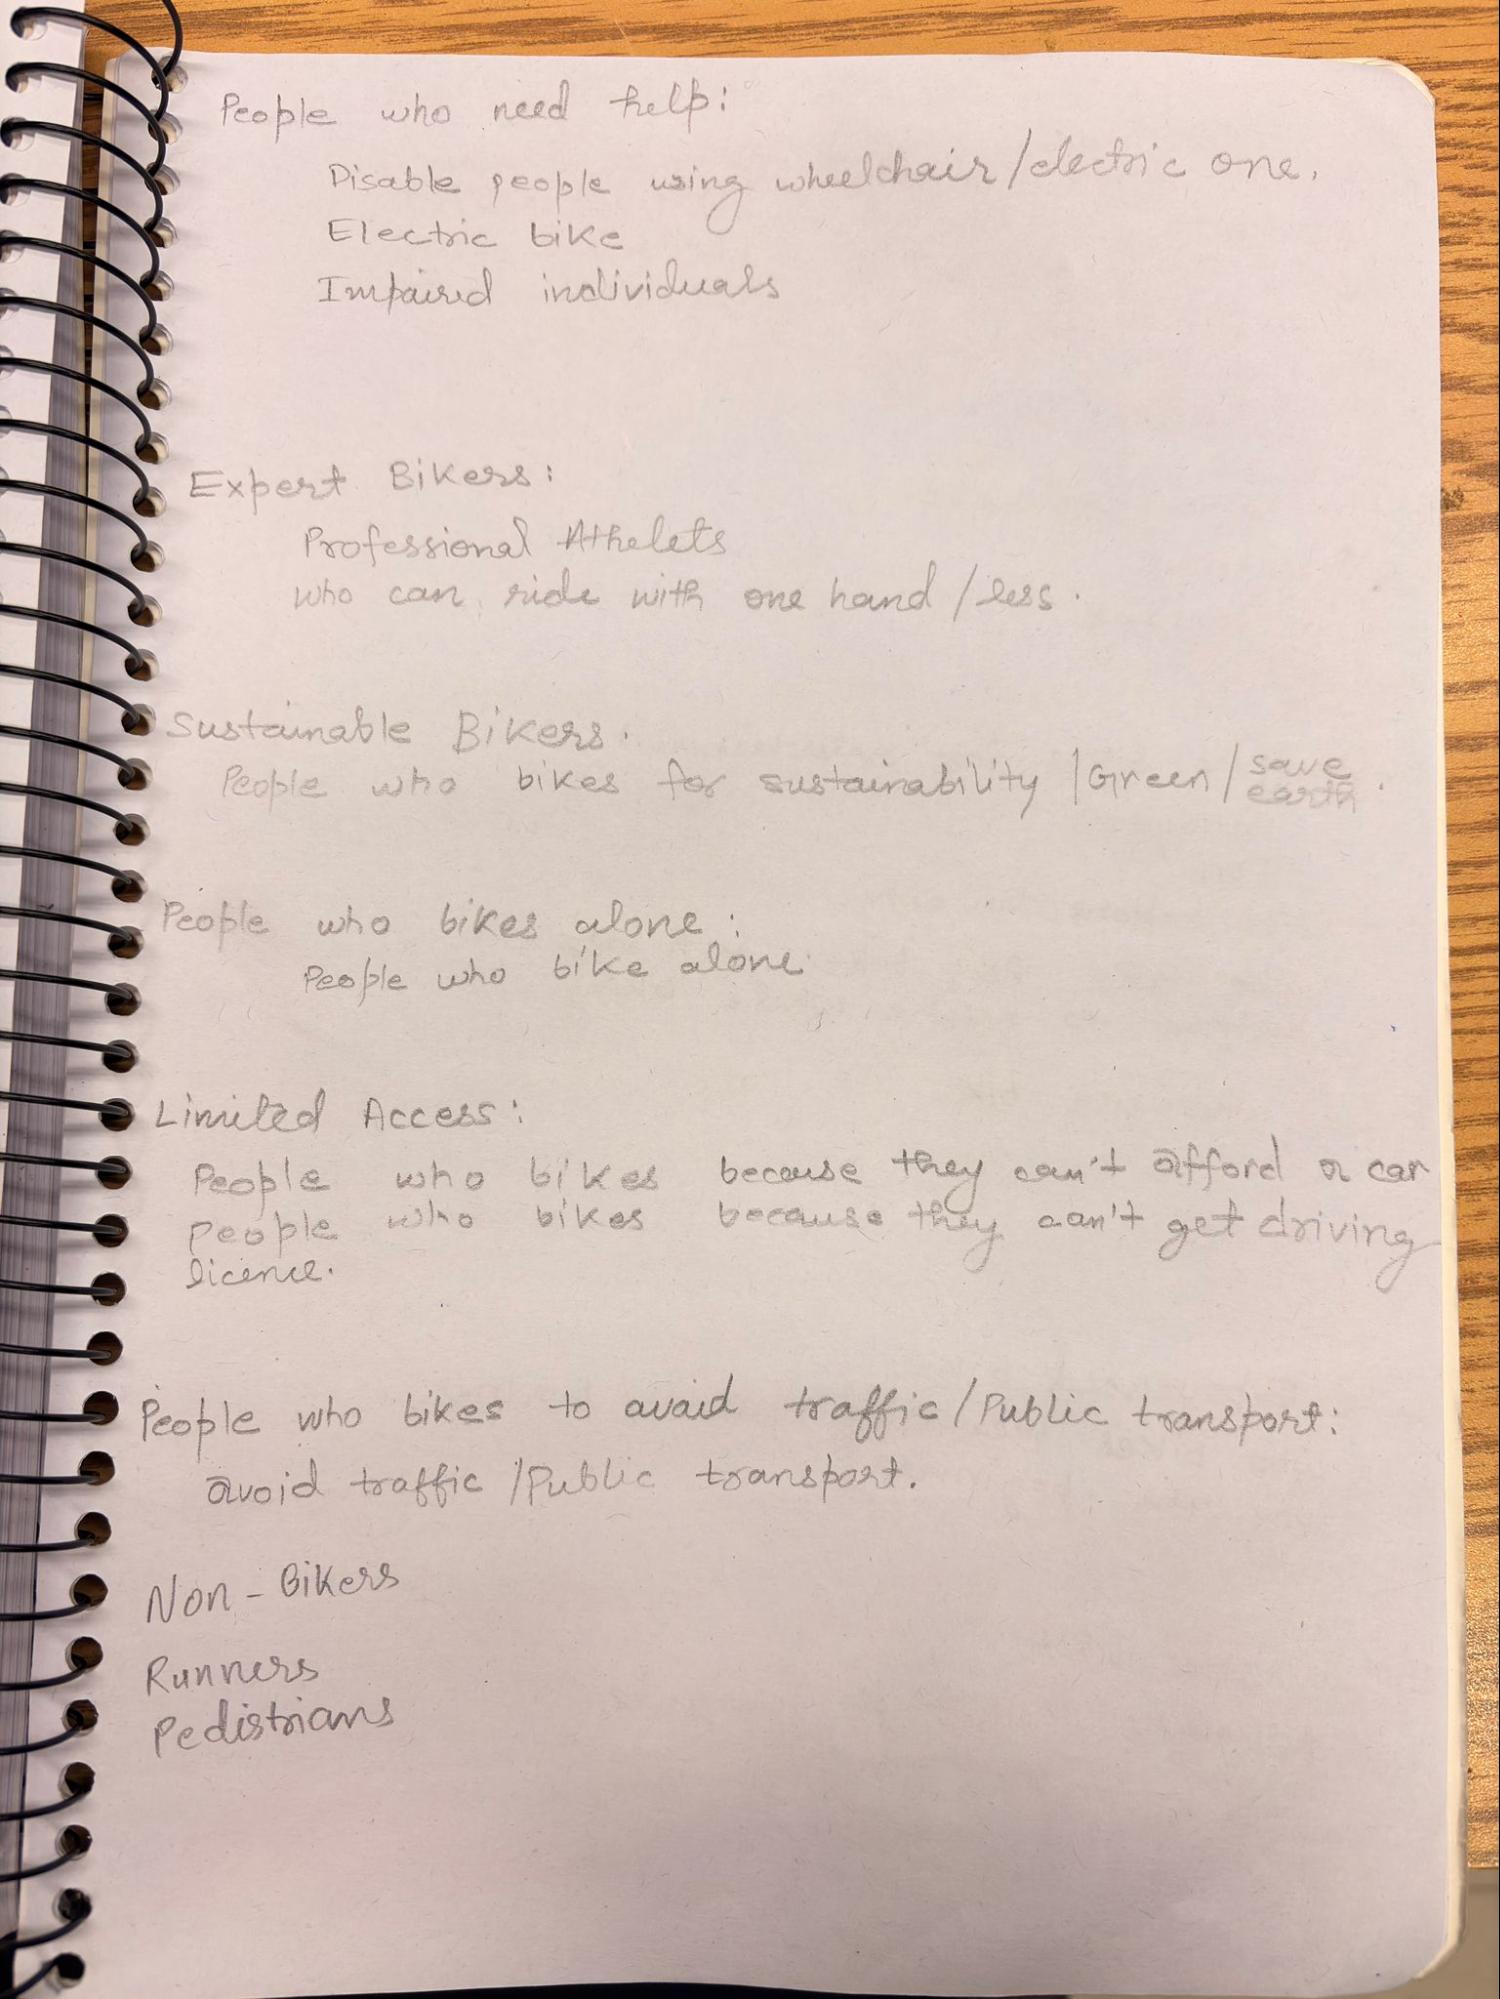 People who need help:
Disable people using wheelchair/electric one.
Electric bike
Impaired individuals
Expert Bikers:
Professional Athelets
who can ride with one hand/less.
Sustainable Bikers.
People who bikes for sustainability/Green/save earth.
People who bikes alone:
People who bike alone.
Limited Access:
People who bikes because they can't afford a car
People who bikes because they can't get driving
licence.
People who bikes to avoid traffic/Public transport:
avoid traffic/Public transport.
Non-Bikers
Runners
Pedistrians